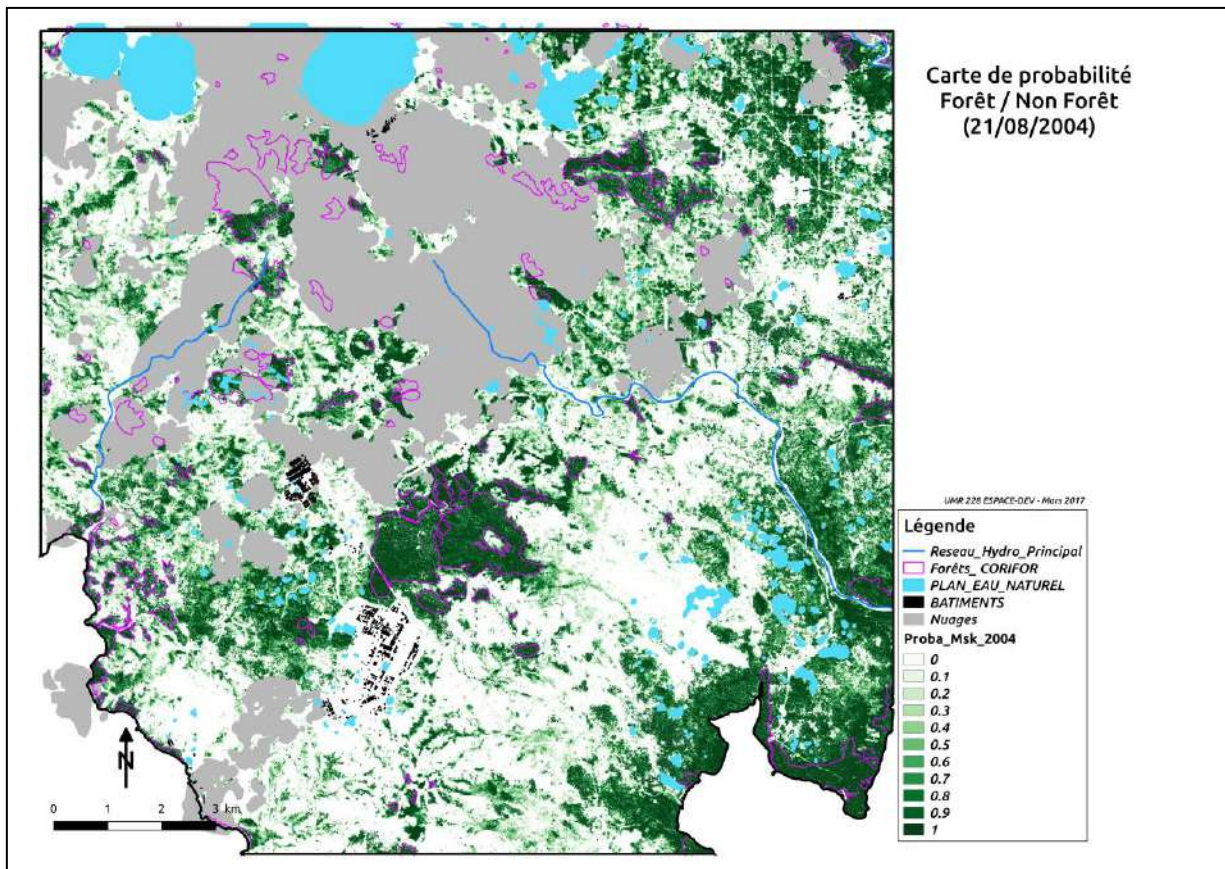 Carte de probabilité
Forêt / Non Forêt
(21/08/2004)
UMR 228 ESPACE-DEV - Mars 2017
Légende
Reseau_Hydro_Principal
Forêts_ CORIFOR
PLAN_EAU_NATUREL
BATIMENTS
Nuages
Proba_Msk_2004
0
0.1
0.2
0.3
0.4
0.5
0.6
0.7
0.8
0.9
1
N
0 1 2 3 km